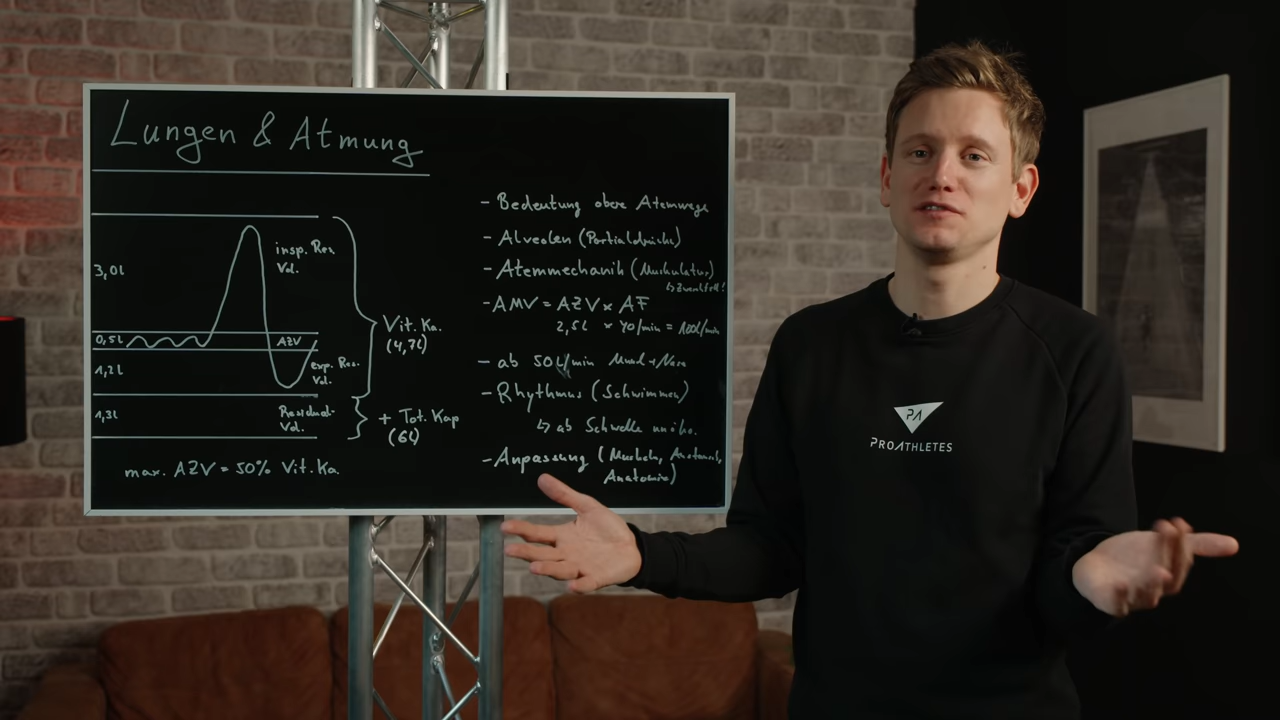 Lungen & Atmung
3,0l
insp. Res.
Vol.
0,5l
AZV
1,2l
exp. Res.
Vol.
1,3l
Residual-
Vol.
Vit. Ka.
(4,7l)
+ Tot. Kap
(6l)
max. AZV = 50% Vit. Ka.
- Bedeutung obere Atemwege
- Alveolen (Partialdrücke)
- Atemmechanik (Muskulatur)
↳ Zwerchfell!
- AMV = AZV x AF
2,5l x 40/min = 100l/min
- ab 50l/min Mund + Nase
- Rhythmus (Schwimmen)
↳ ab Schwelle
- Anpassung (Muskeln,
Anatomie)
PA
PROATHLETES